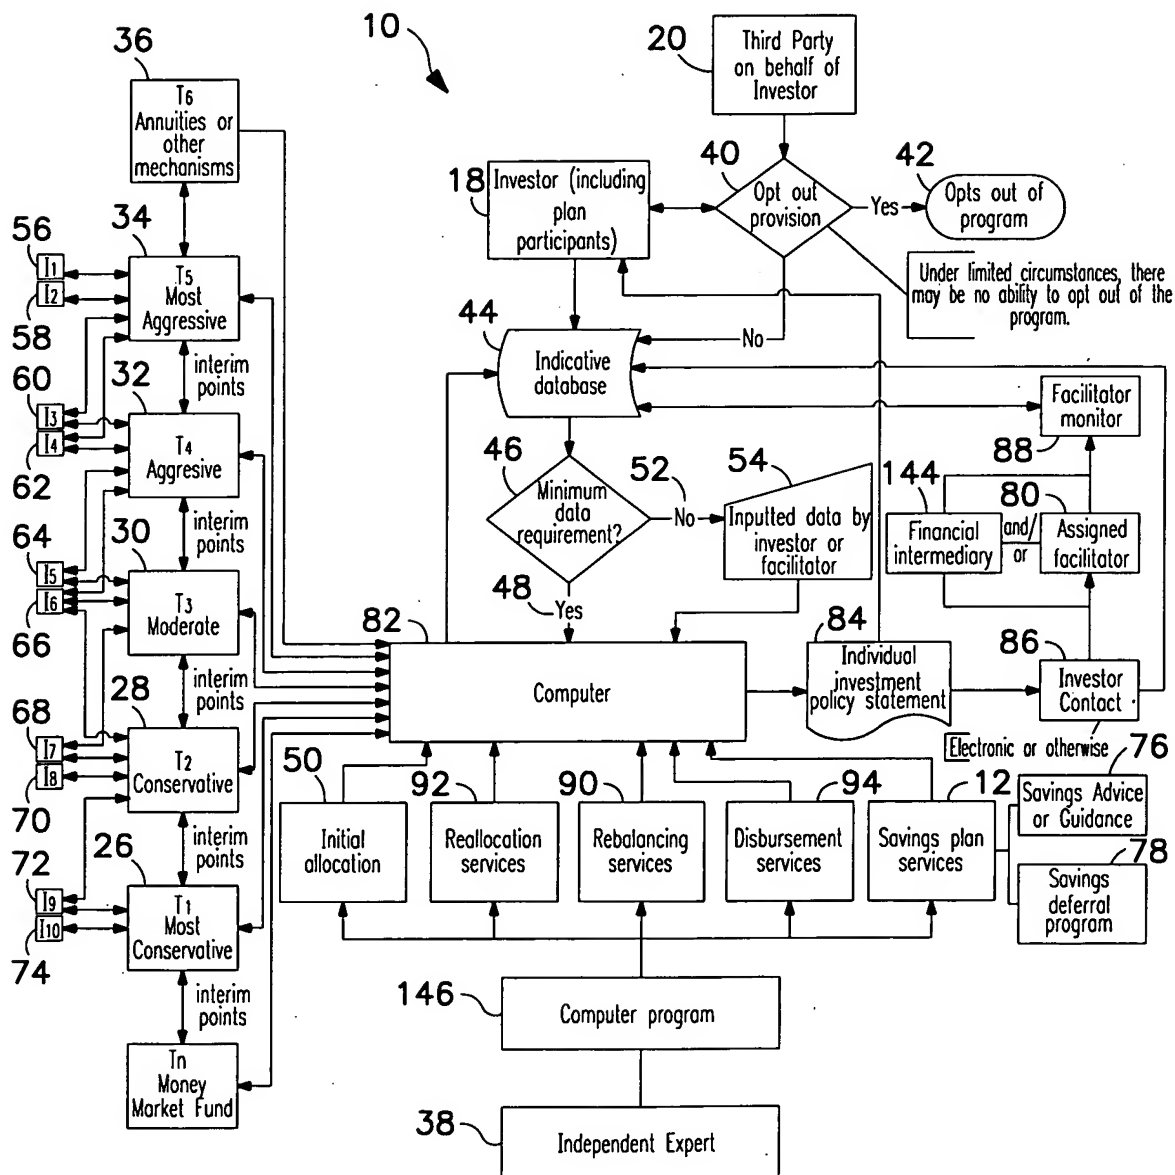 10
20
Third Party
on behalf of
Investor
36
T6
Annuities or
other
mechanisms
40
Opt out
provision
Yes
42
Opts out of
program
18
Investor (including
plan
participants)
Under limited circumstances, there
may be no ability to opt out of the
program.
No
34
T5
Most
Aggressive
56
I1
I2
58
interim
points
44
Indicative
database
60
I3
I4
62
32
T4
Aggresive
interim
points
Facilitator
monitor
88
46
Minimum
data
requirement?
52
No
54
Inputted data by
investor or
facilitator
48
Yes
144
Financial
intermediary
and/
or
80
Assigned
facilitator
64
I5
I6
66
30
T3
Moderate
interim
points
82
Computer
84
Individual
investment
policy statement
86
Investor
Contact
Electronic or otherwise
68
I7
I8
70
28
T2
Conservative
interim
points
50
Initial
allocation
92
Reallocation
services
90
Rebalancing
services
94
Disbursement
services
12
Savings plan
services
76
Savings Advice
or Guidance
78
Savings
deferral
program
72
I9
I10
74
26
T1
Most
Conservative
interim
points
Tn
Money
Market Fund
146
Computer program
38
Independent Expert